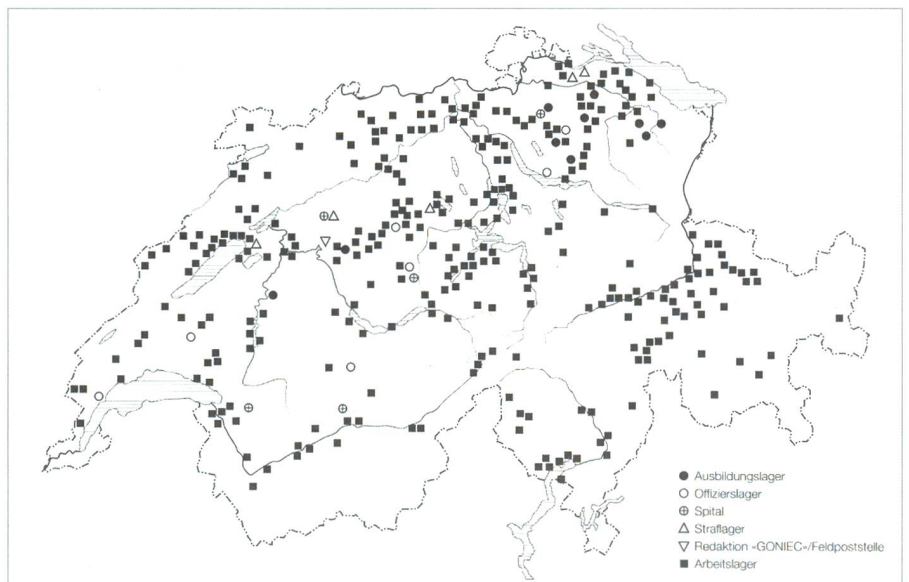 Ausbildungslager
Offizierslager
Spital
Straflager
Redaktion «GONIEC»/Feldpoststelle
Arbeitslager